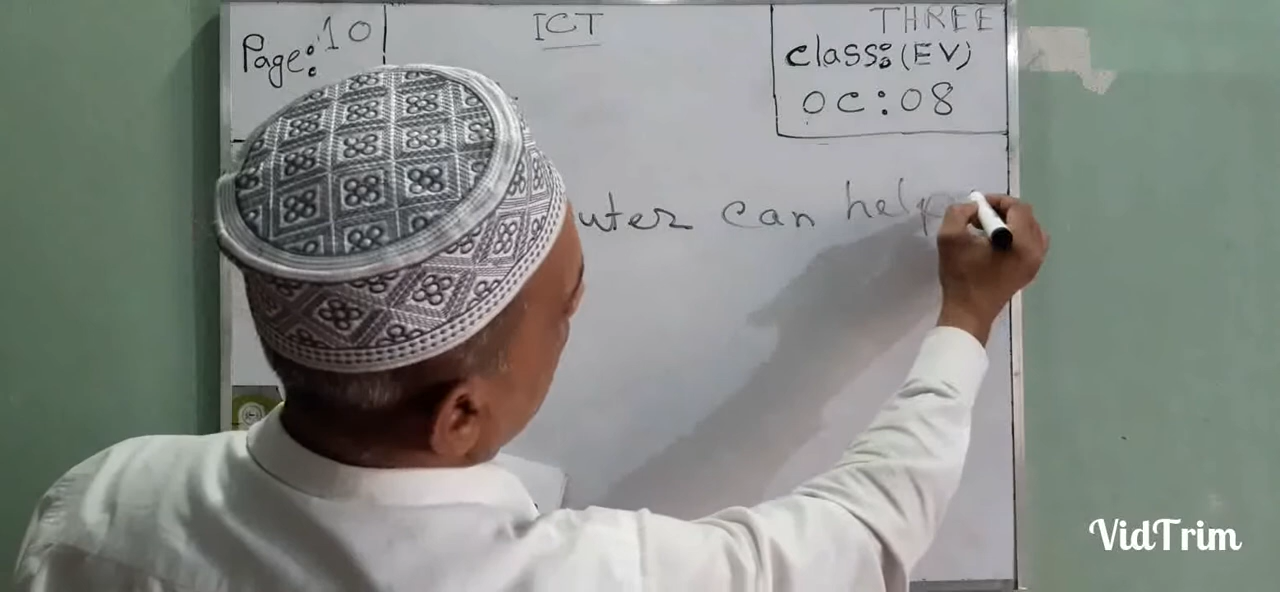 Page: 10
ICT
THREE
class: (EV)
OC: 08
uter can help
VidTrim